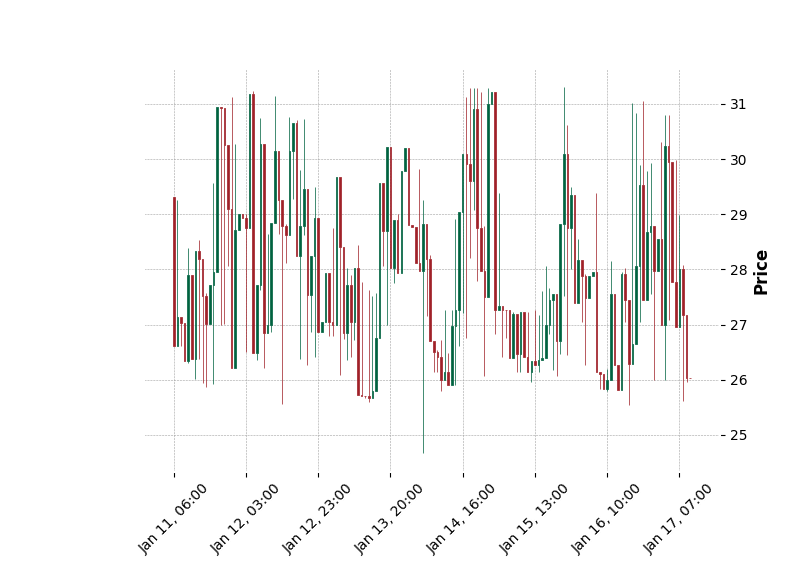 31
30
29
28
27
26
25
Price
Jan 11, 06:00
Jan 12, 03:00
Jan 12, 23:00
Jan 13, 20:00
Jan 14, 16:00
Jan 15, 13:00
Jan 16, 10:00
Jan 17, 07:00